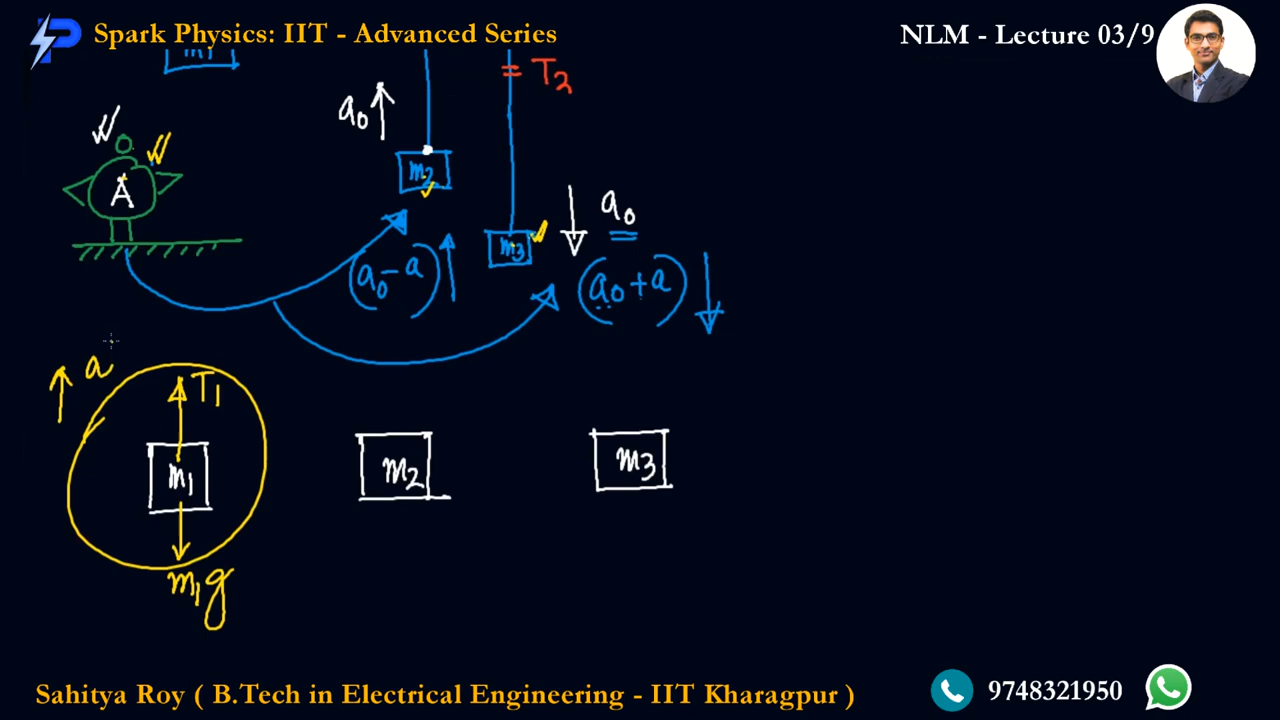 Spark Physics: IIT - Advanced Series
NLM - Lecture 03/9
m1
= T2
a0 ↑
m2
A
m3
↓ a0
(a0 - a) ↑
(a0 + a) ↓
↑ a
T1
m1
m2
m3
m1g
Sahitya Roy ( B.Tech in Electrical Engineering - IIT Kharagpur )
9748321950